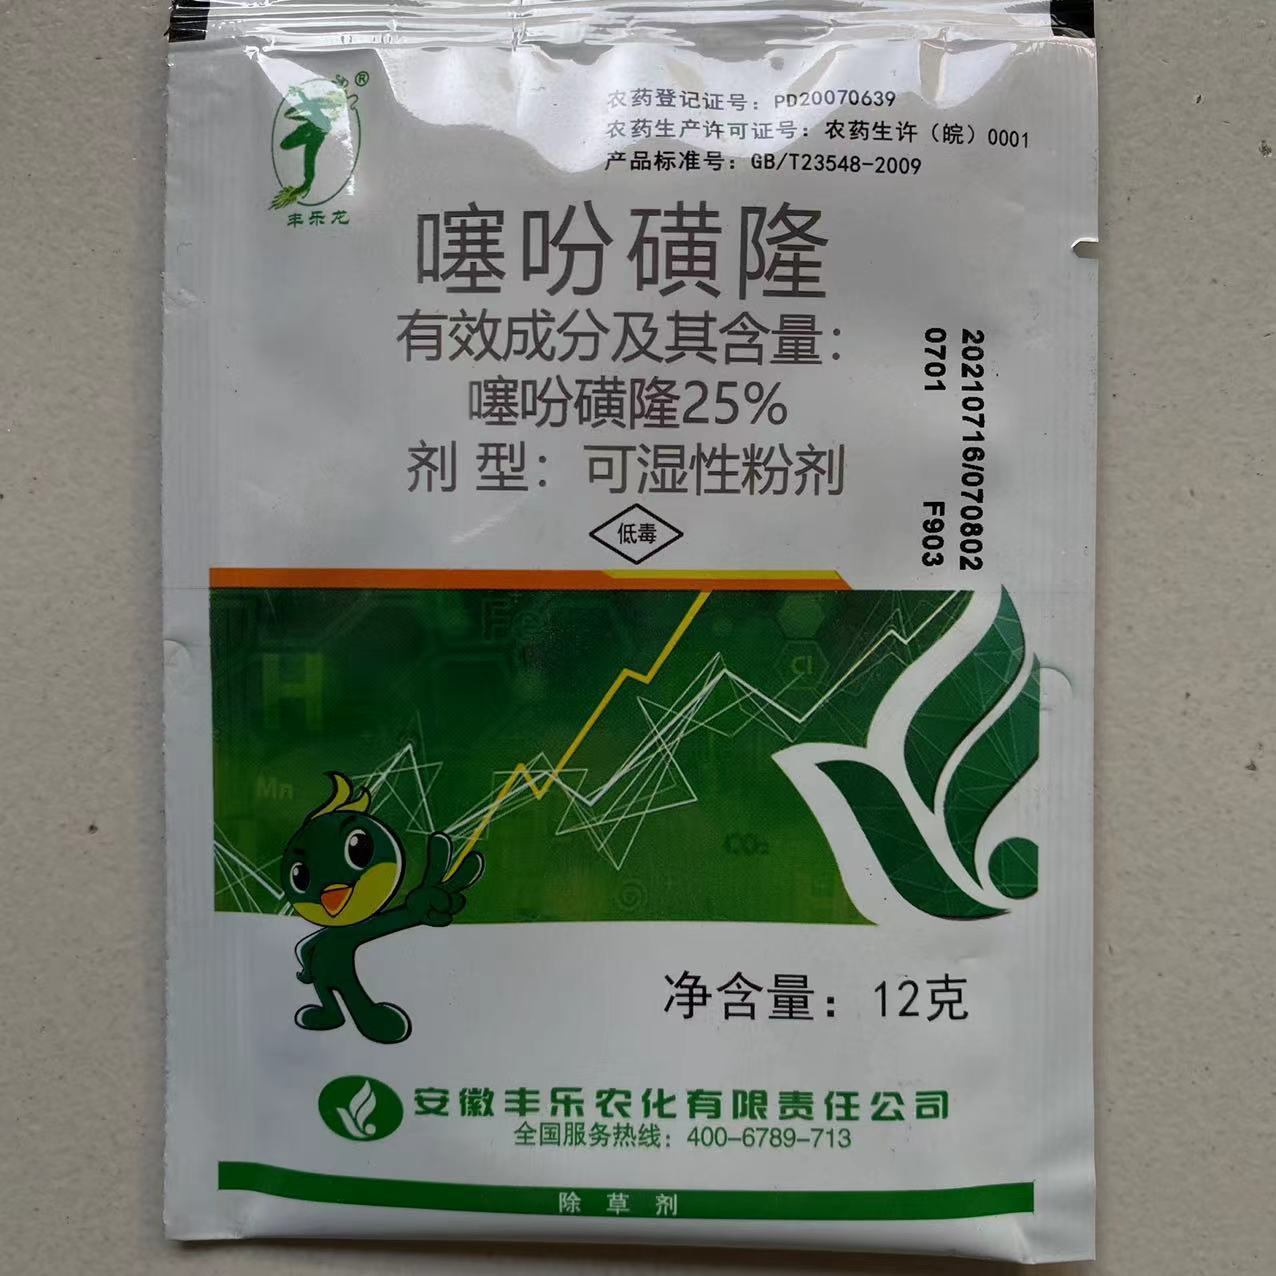 丰乐龙®
农药登记证号：PD20070639
农药生产许可证号：农药生许（皖）0001
产品标准号：GB/T23548-2009
噻吩磺隆
有效成分及其含量：
噻吩磺隆25%
剂 型：可湿性粉剂
低毒
20210716/070802
0701 F903
H
Mn
Cl
CO₂
净含量：12克
安徽丰乐农化有限责任公司
全国服务热线：400-6789-713
除草剂